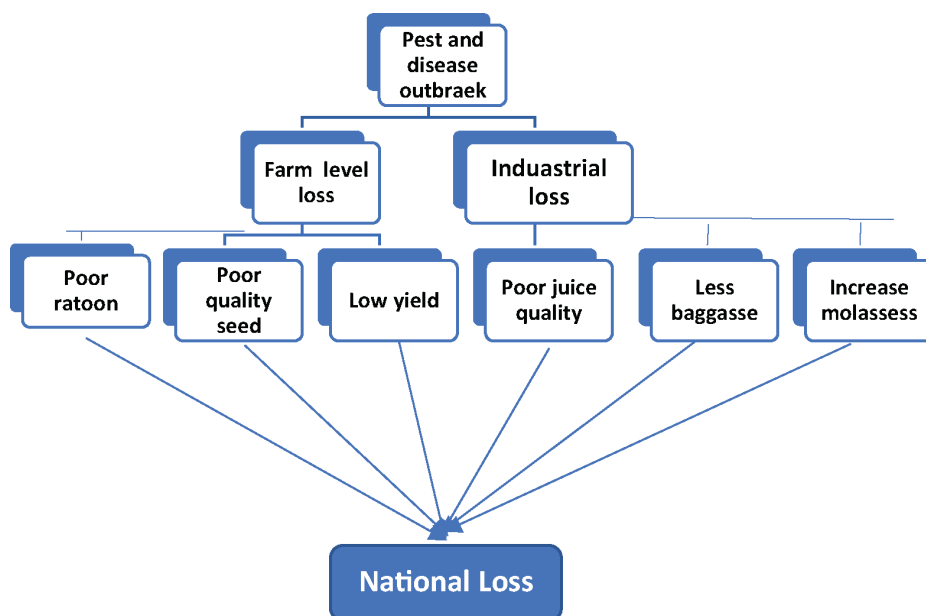 Pest and
disease
outbraek
Farm level
loss
Induastrial
loss
Poor
ratoon
Poor
quality
seed
Low yield
Poor juice
quality
Less
baggasse
Increase
molassess
National Loss